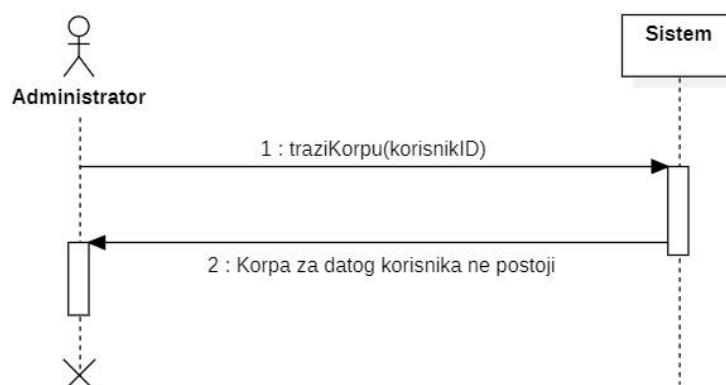 Sistem
Administrator
1 : traziKorpu(korisnikID)
2 : Korpa za datog korisnika ne postoji